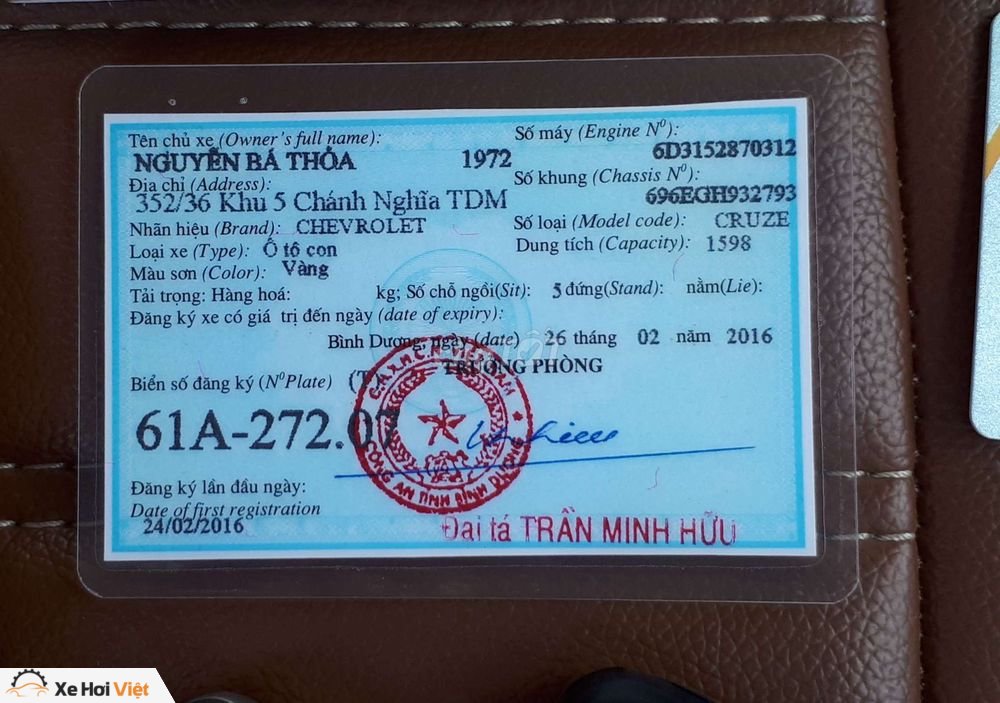 Tên chủ xe (Owner's full name):
NGUYỄN BÁ THỎA 1972
Địa chỉ (Address):
352/36 Khu 5 Chánh Nghĩa TDM
Nhãn hiệu (Brand): CHEVROLET
Loại xe (Type): Ô tô con
Màu sơn (Color): Vàng
Số máy (Engine N⁰):
6D3152870312
Số khung (Chassis N⁰):
696EGH932793
Số loại (Model code): CRUZE
Dung tích (Capacity): 1598
Tải trọng: Hàng hoá: kg; Số chỗ ngồi(Sit): 5 đứng(Stand): nằm(Lie):
Đăng ký xe có giá trị đến ngày (date of expiry):
Bình Dương, ngày (date) 26 tháng 02 năm 2016
TRƯỞNG PHÒNG
Biển số đăng ký (N⁰Plate)
61A-272.07
CÔNG AN TỈNH BÌNH DƯƠNG
Đăng ký lần đầu ngày:
Date of first registration
24/02/2016
Đại tá TRẦN MINH HỮU
Xe Hơi Việt